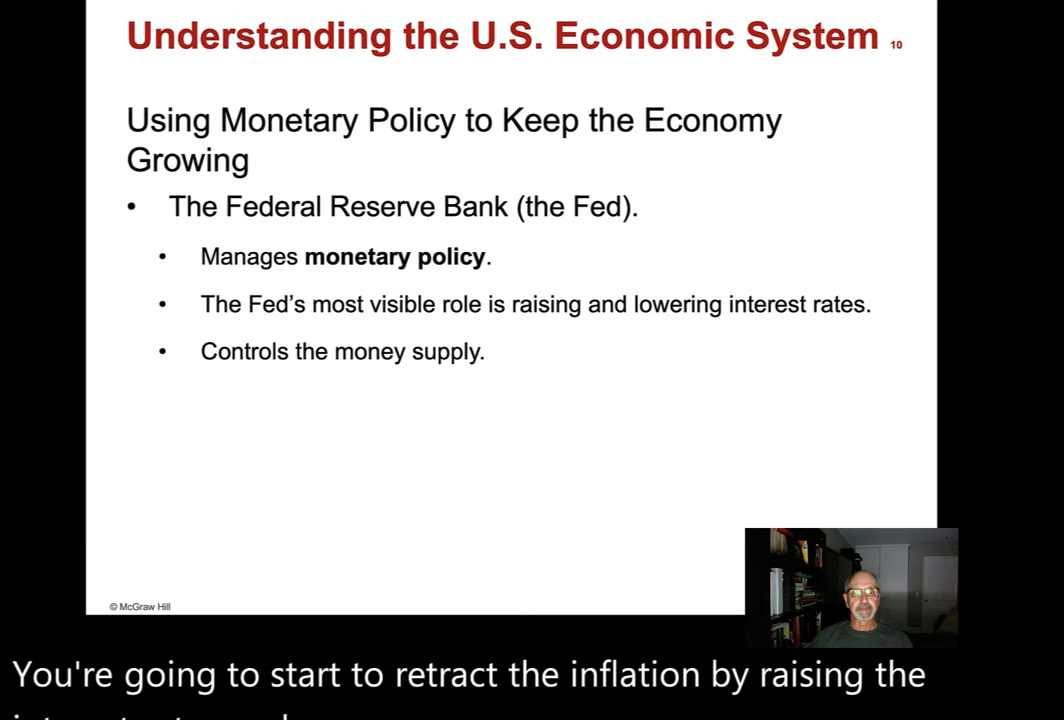 Understanding the U.S. Economic System 10
Using Monetary Policy to Keep the Economy
Growing
• The Federal Reserve Bank (the Fed).
• Manages monetary policy.
• The Fed’s most visible role is raising and lowering interest rates.
• Controls the money supply.
© McGraw Hill
You're going to start to retract the inflation by raising the